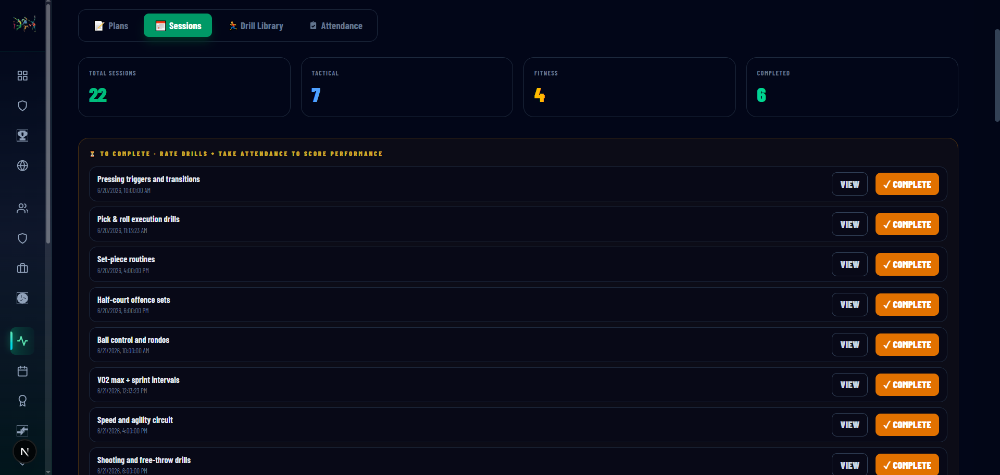 Plans
Sessions
Drill Library
Attendance
TOTAL SESSIONS
22
TACTICAL
7
FITNESS
4
COMPLETED
6
TO COMPLETE · RATE DRILLS + TAKE ATTENDANCE TO SCORE PERFORMANCE
Pressing triggers and transitions
6/20/2026, 10:00:00 AM
VIEW
✓ COMPLETE
Pick & roll execution drills
6/20/2026, 11:13:23 AM
VIEW
✓ COMPLETE
Set-piece routines
6/20/2026, 4:00:00 PM
VIEW
✓ COMPLETE
Half-court offence sets
6/20/2026, 6:00:00 PM
VIEW
✓ COMPLETE
Ball control and rondos
6/21/2026, 10:00:00 AM
VIEW
✓ COMPLETE
VO2 max + sprint intervals
6/21/2026, 12:13:23 PM
VIEW
✓ COMPLETE
Speed and agility circuit
6/21/2026, 4:00:00 PM
VIEW
✓ COMPLETE
Shooting and free-throw drills
6/21/2026, 6:00:00 PM
VIEW
✓ COMPLETE
N